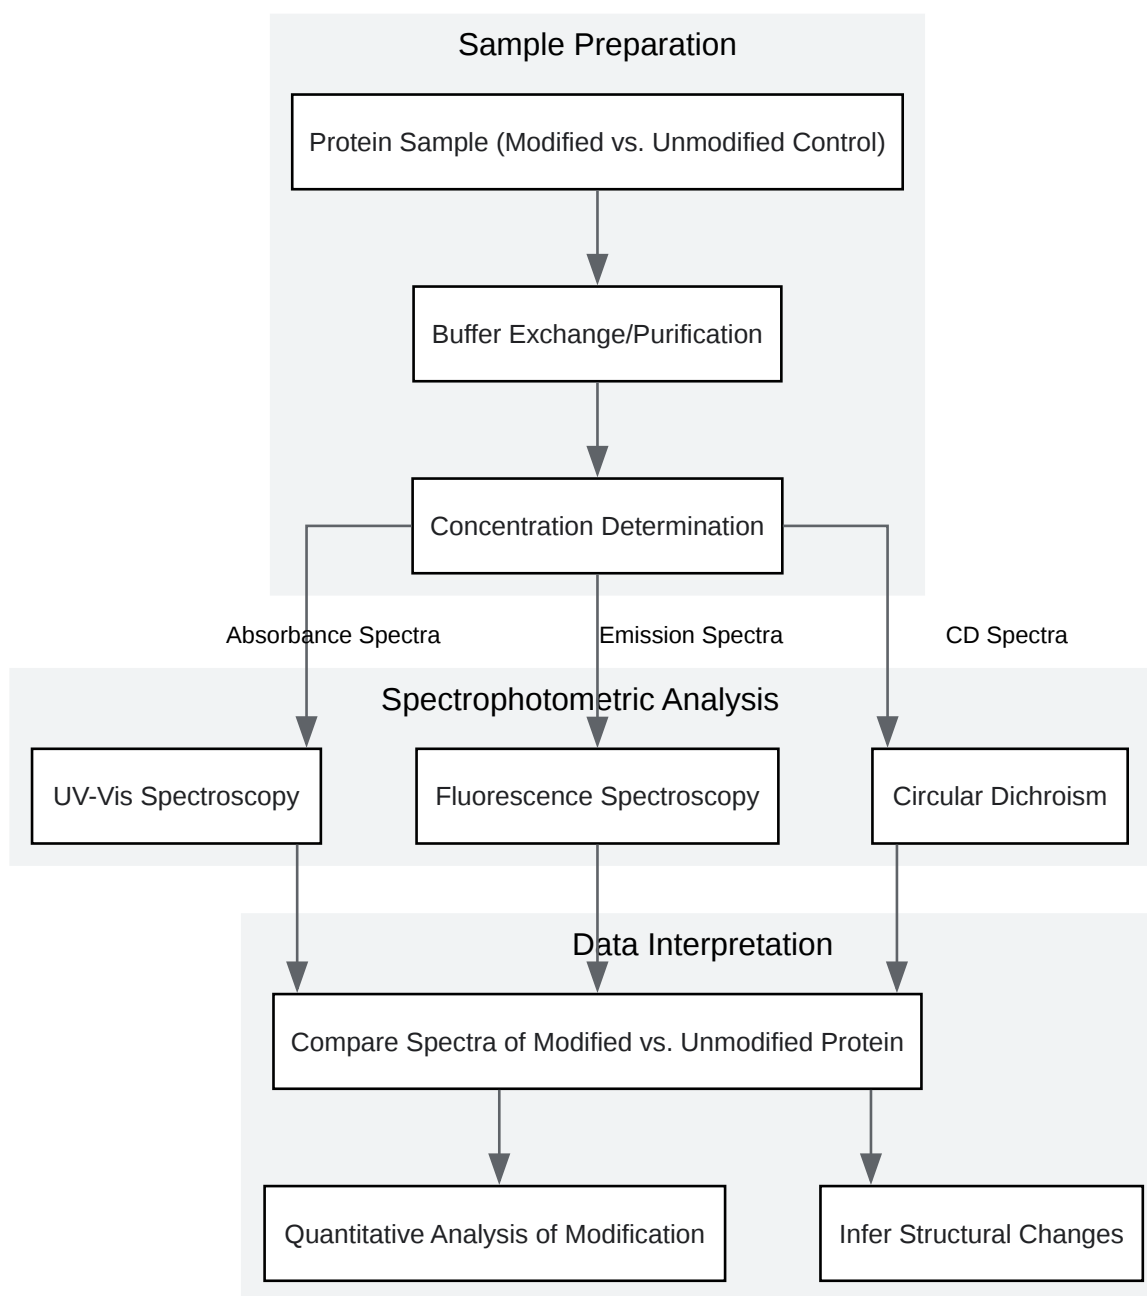 Sample Preparation
Protein Sample (Modified vs. Unmodified Control)
Buffer Exchange/Purification
Concentration Determination
Absorbance Spectra
Emission Spectra
CD Spectra
Spectrophotometric Analysis
UV-Vis Spectroscopy
Fluorescence Spectroscopy
Circular Dichroism
Data Interpretation
Compare Spectra of Modified vs. Unmodified Protein
Quantitative Analysis of Modification
Infer Structural Changes